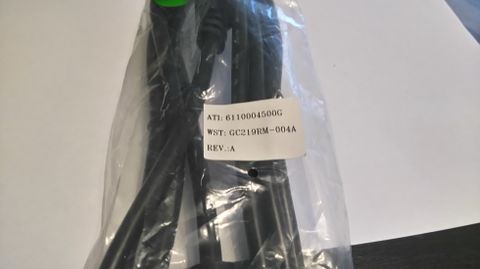 ATI: 6110004500G
WST: GC219RM-004A
REV.:A